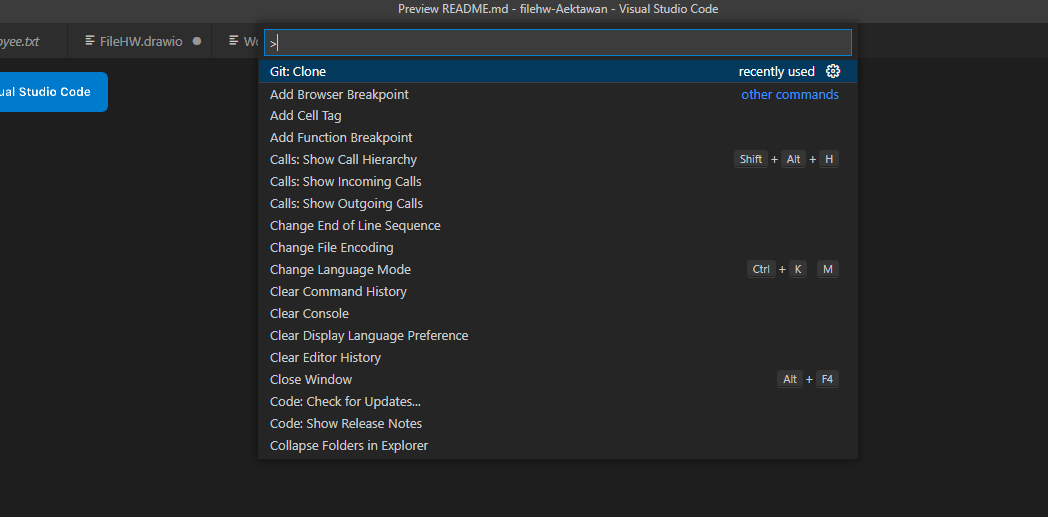 Preview README.md - filehw-Aektawan - Visual Studio Code
yee.txt
FileHW.drawio
Wo
ual Studio Code
>
Git: Clone recently used
Add Browser Breakpoint other commands
Add Cell Tag
Add Function Breakpoint
Calls: Show Call Hierarchy Shift + Alt + H
Calls: Show Incoming Calls
Calls: Show Outgoing Calls
Change End of Line Sequence
Change File Encoding
Change Language Mode Ctrl + K M
Clear Command History
Clear Console
Clear Display Language Preference
Clear Editor History
Close Window Alt + F4
Code: Check for Updates...
Code: Show Release Notes
Collapse Folders in Explorer